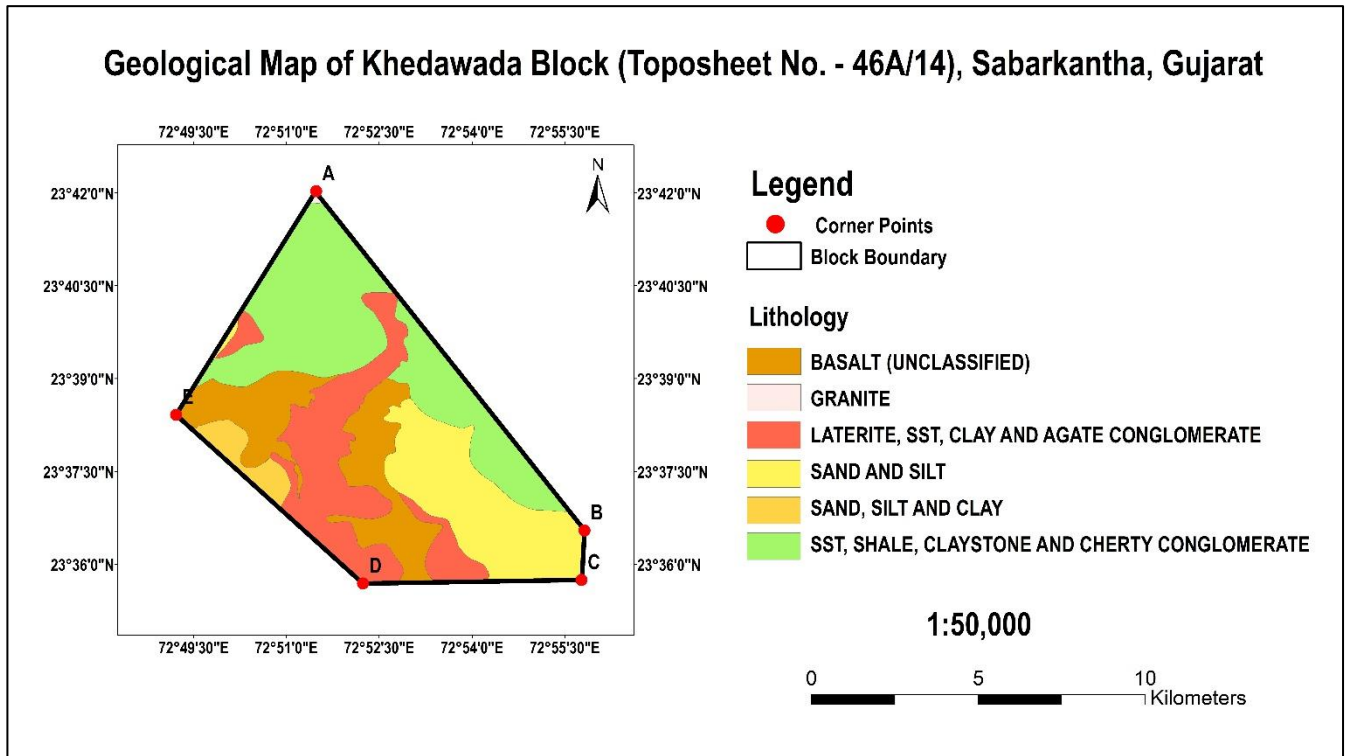 Geological Map of Khedawada Block (Toposheet No. - 46A/14), Sabarkantha, Gujarat
72°49'30"E 72°51'0"E 72°52'30"E 72°54'0"E 72°55'30"E
A
N
23°42'0"N 23°42'0"N
23°40'30"N 23°40'30"N
23°39'0"N 23°39'0"N
E
23°37'30"N 23°37'30"N
B
23°36'0"N 23°36'0"N
D C
72°49'30"E 72°51'0"E 72°52'30"E 72°54'0"E 72°55'30"E
Legend
Corner Points
Block Boundary
Lithology
BASALT (UNCLASSIFIED)
GRANITE
LATERITE, SST, CLAY AND AGATE CONGLOMERATE
SAND AND SILT
SAND, SILT AND CLAY
SST, SHALE, CLAYSTONE AND CHERTY CONGLOMERATE
1:50,000
0 5 10
Kilometers